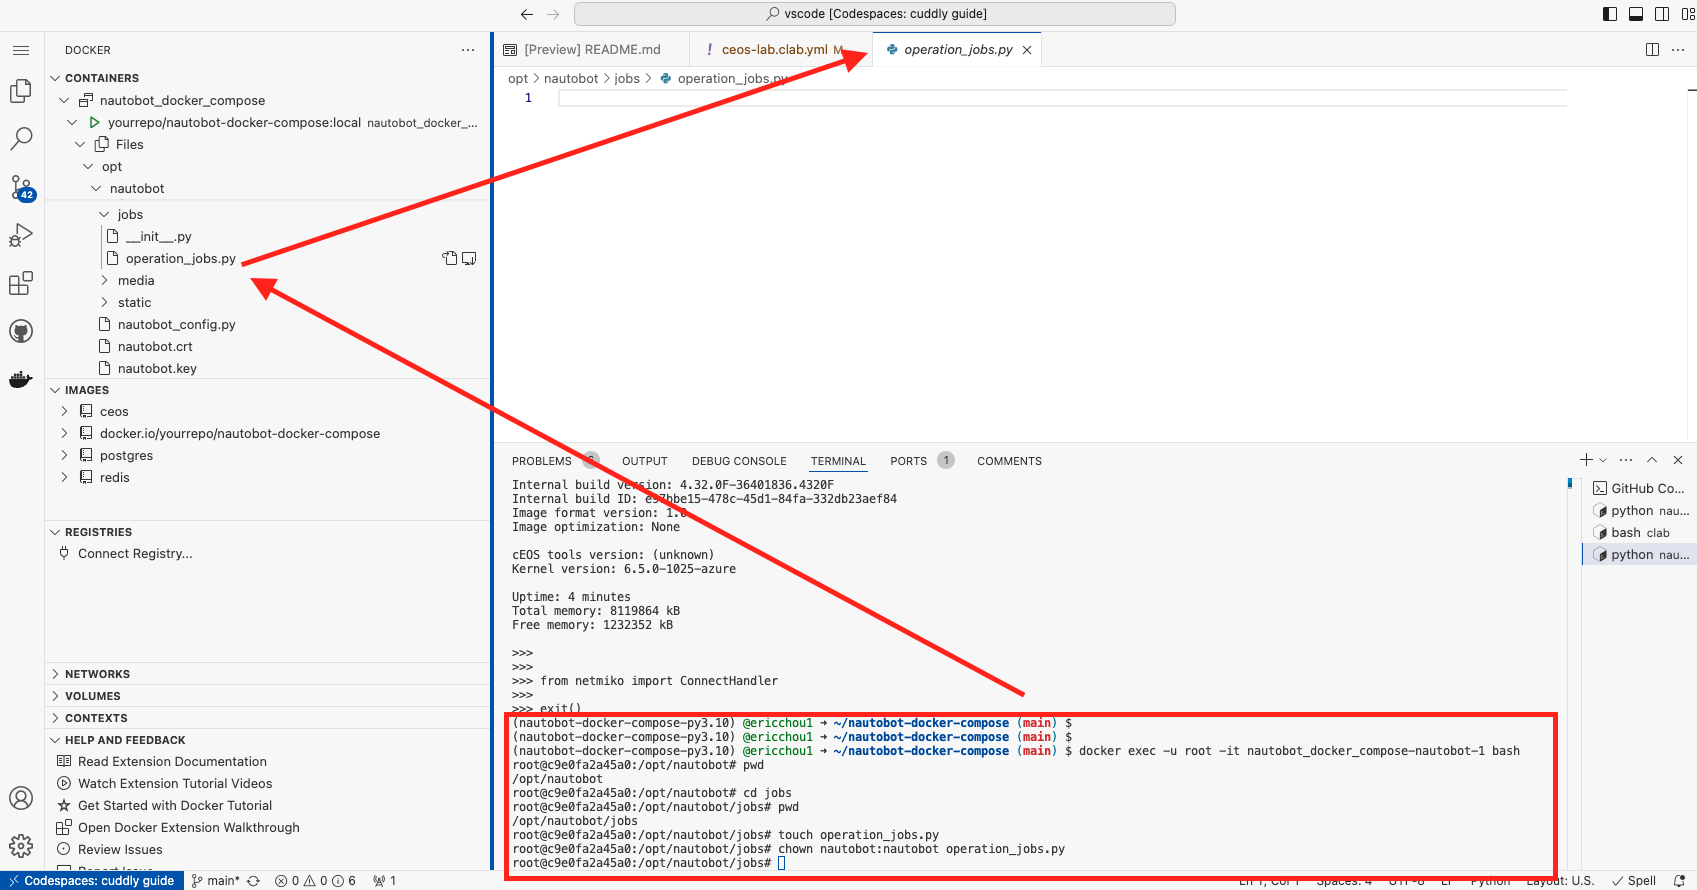 vscode [Codespaces: cuddly guide]
DOCKER
CONTAINERS
nautobot_docker_compose
yourrepo/nautobot-docker-compose:local nautobot_docker_...
Files
opt
nautobot
jobs
__init__.py
operation_jobs.py
media
static
nautobot_config.py
nautobot.crt
nautobot.key
IMAGES
ceos
docker.io/yourrepo/nautobot-docker-compose
postgres
redis
REGISTRIES
Connect Registry...
NETWORKS
VOLUMES
CONTEXTS
HELP AND FEEDBACK
Read Extension Documentation
Watch Extension Tutorial Videos
Get Started with Docker Tutorial
Open Docker Extension Walkthrough
Review Issues
42
[Preview] README.md
! ceos-lab.clab.yml M
operation_jobs.py
opt > nautobot > jobs > operation_jobs.py
1
PROBLEMS OUTPUT DEBUG CONSOLE TERMINAL PORTS 1 COMMENTS
Internal build version: 4.32.0F-36401836.4320F
Internal build ID: bbe15-478c-45d1-84fa-332db23aef84
Image format version: 1.0
Image optimization: None
cEOS tools version: (unknown)
Kernel version: 6.5.0-1025-azure
Uptime: 4 minutes
Total memory: 8119864 kB
Free memory: 1232352 kB
>>>
>>>
>>> from netmiko import ConnectHandler
>>>
>>> exit()
(nautobot-docker-compose-py3.10) @ericchou1 → ~/nautobot-docker-compose (main) $
(nautobot-docker-compose-py3.10) @ericchou1 → ~/nautobot-docker-compose (main) $
(nautobot-docker-compose-py3.10) @ericchou1 → ~/nautobot-docker-compose (main) $ docker exec -u root -it nautobot_docker_compose-nautobot-1 bash
root@c9e0fa2a45a0:/opt/nautobot# pwd
/opt/nautobot
root@c9e0fa2a45a0:/opt/nautobot# cd jobs
root@c9e0fa2a45a0:/opt/nautobot/jobs# pwd
/opt/nautobot/jobs
root@c9e0fa2a45a0:/opt/nautobot/jobs# touch operation_jobs.py
root@c9e0fa2a45a0:/opt/nautobot/jobs# chown nautobot:nautobot operation_jobs.py
root@c9e0fa2a45a0:/opt/nautobot/jobs#
GitHub Co...
python nau...
bash clab
python nau...
Codespaces: cuddly guide main* 0 0 6 1
Layout: U.S. Spell